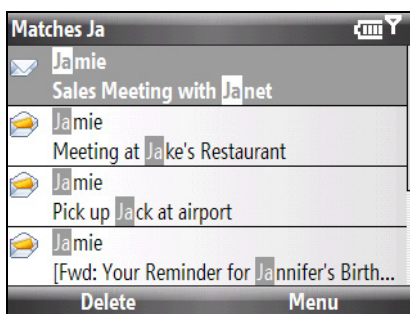 Matches Ja
Jamie
Sales Meeting with Janet
Jamie
Meeting at Jake's Restaurant
Jamie
Pick up Jack at airport
Jamie
[Fwd: Your Reminder for Jannifer's Birth...
Delete Menu